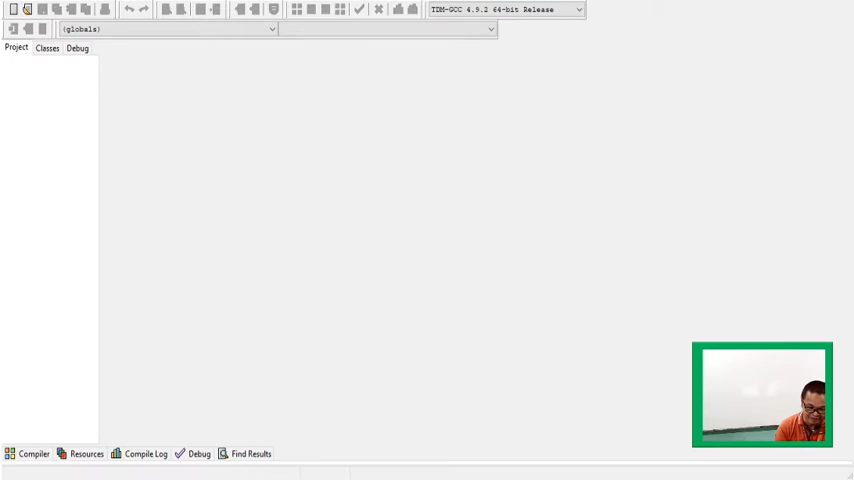 TDM-GCC 4.9.2 64-bit Release
(globals)
Project Classes Debug
Compiler Resources Compile Log Debug Find Results